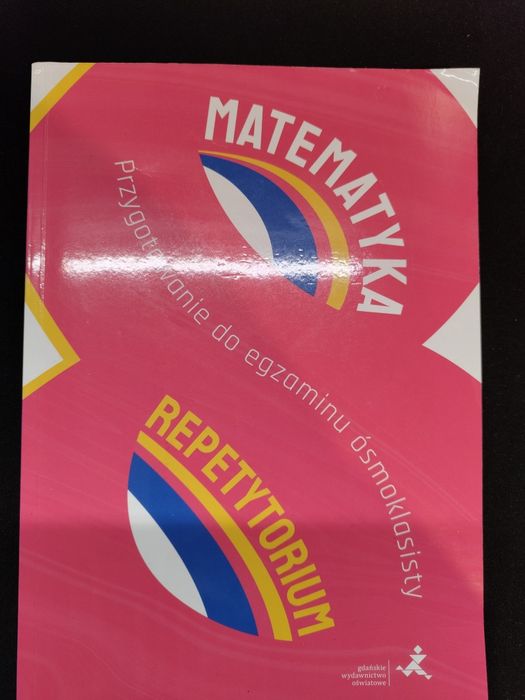 MATEMATYKA
Przygotowanie do egzaminu ósmoklasisty
REPETYTORIUM
gdańskie
wydawnictwo
oświatowe